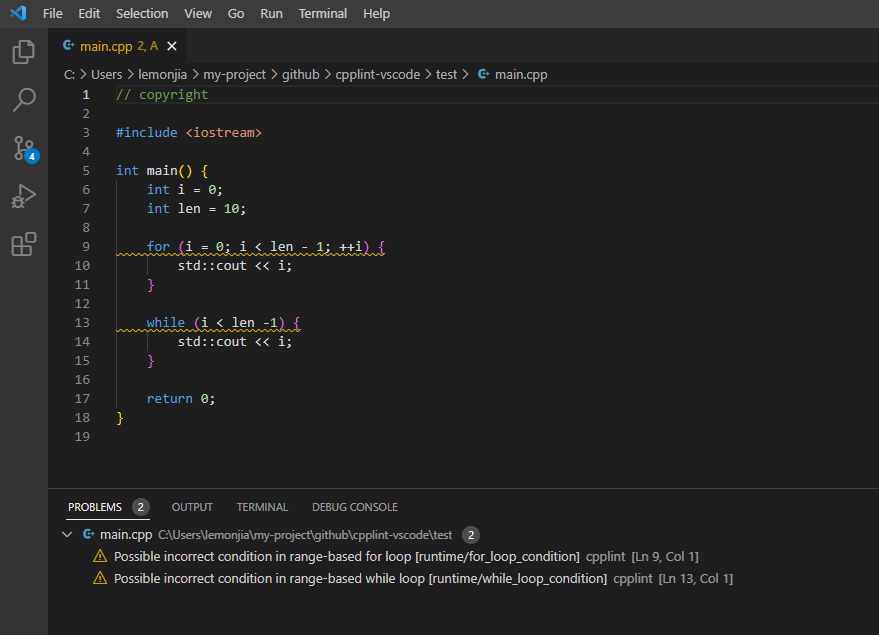 File Edit Selection View Go Run Terminal Help
main.cpp 2, A
C: > Users > lemonjia > my-project > github > cpplint-vscode > test > main.cpp
1 // copyright
2
3 #include <iostream>
4
4
5 int main() {
6     int i = 0;
7     int len = 10;
8
9     for (i = 0; i < len - 1; ++i) {
10         std::cout << i;
11     }
12
13     while (i < len -1) {
14         std::cout << i;
15     }
16
17     return 0;
18 }
19
PROBLEMS 2 OUTPUT TERMINAL DEBUG CONSOLE
main.cpp C:\Users\lemonjia\my-project\github\cpplint-vscode\test 2
Possible incorrect condition in range-based for loop [runtime/for_loop_condition] cpplint [Ln 9, Col 1]
Possible incorrect condition in range-based while loop [runtime/while_loop_condition] cpplint [Ln 13, Col 1]